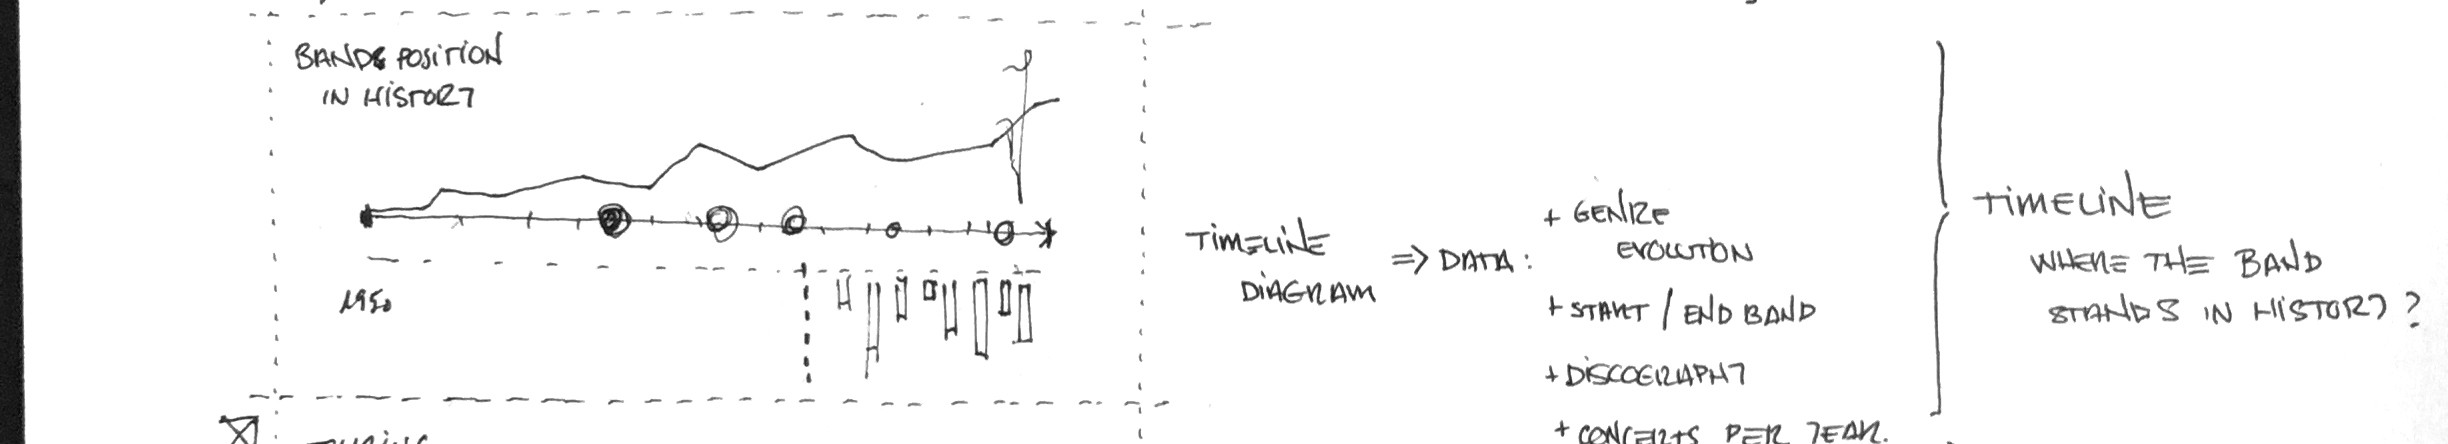 BANDS POSITION
IN HISTORY
1950
TIMELINE
DIAGRAM
=> DATA:
+ GENRE
EVOLUTION
+ START / END BAND
+ DISCOGRAPHY
+ CONCERTS PER YEAR.
TIMELINE
WHERE THE BAND
STANDS IN HISTORY?